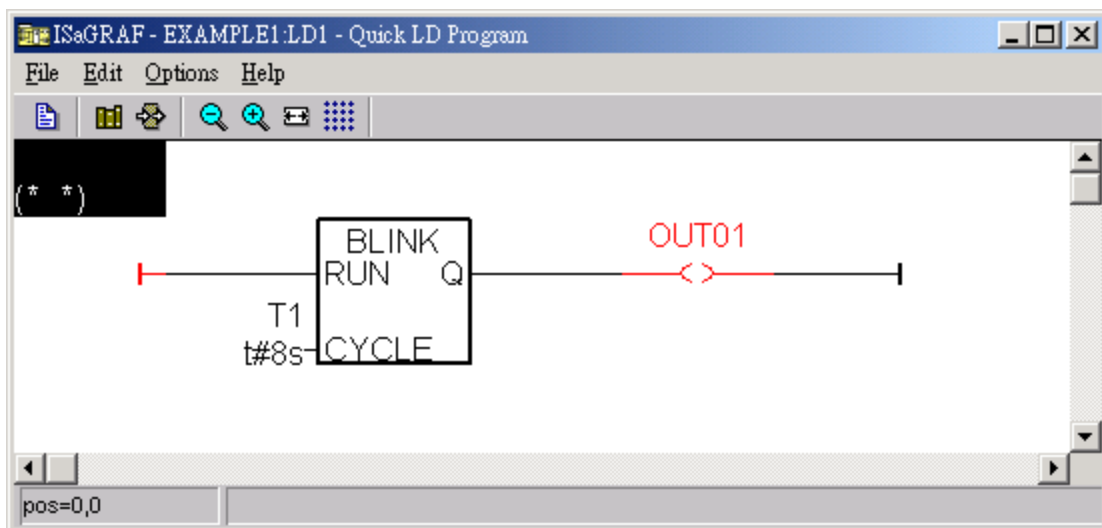 ISaGRAF - EXAMPLE1:LD1 - Quick LD Program
File Edit Options Help
(* *)
BLINK
OUT01
RUN Q
T1
t#8s
CYCLE
pos=0,0